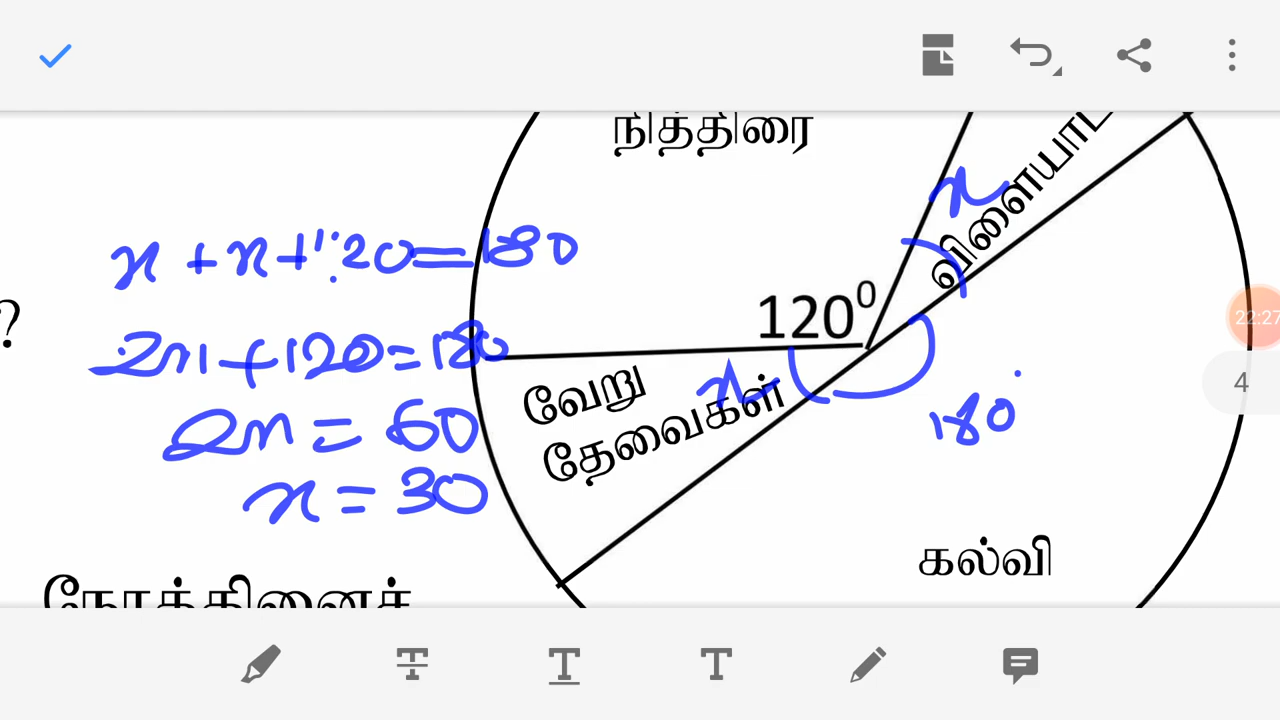 நித்திரை
விளையாட
x
x + x + 120 = 180
?
120⁰
22:27
2x + 120 = 180
4
வேறு
தேவைகள்
x
180°
2x = 60
x = 30
கல்வி
நோக்கினைச்